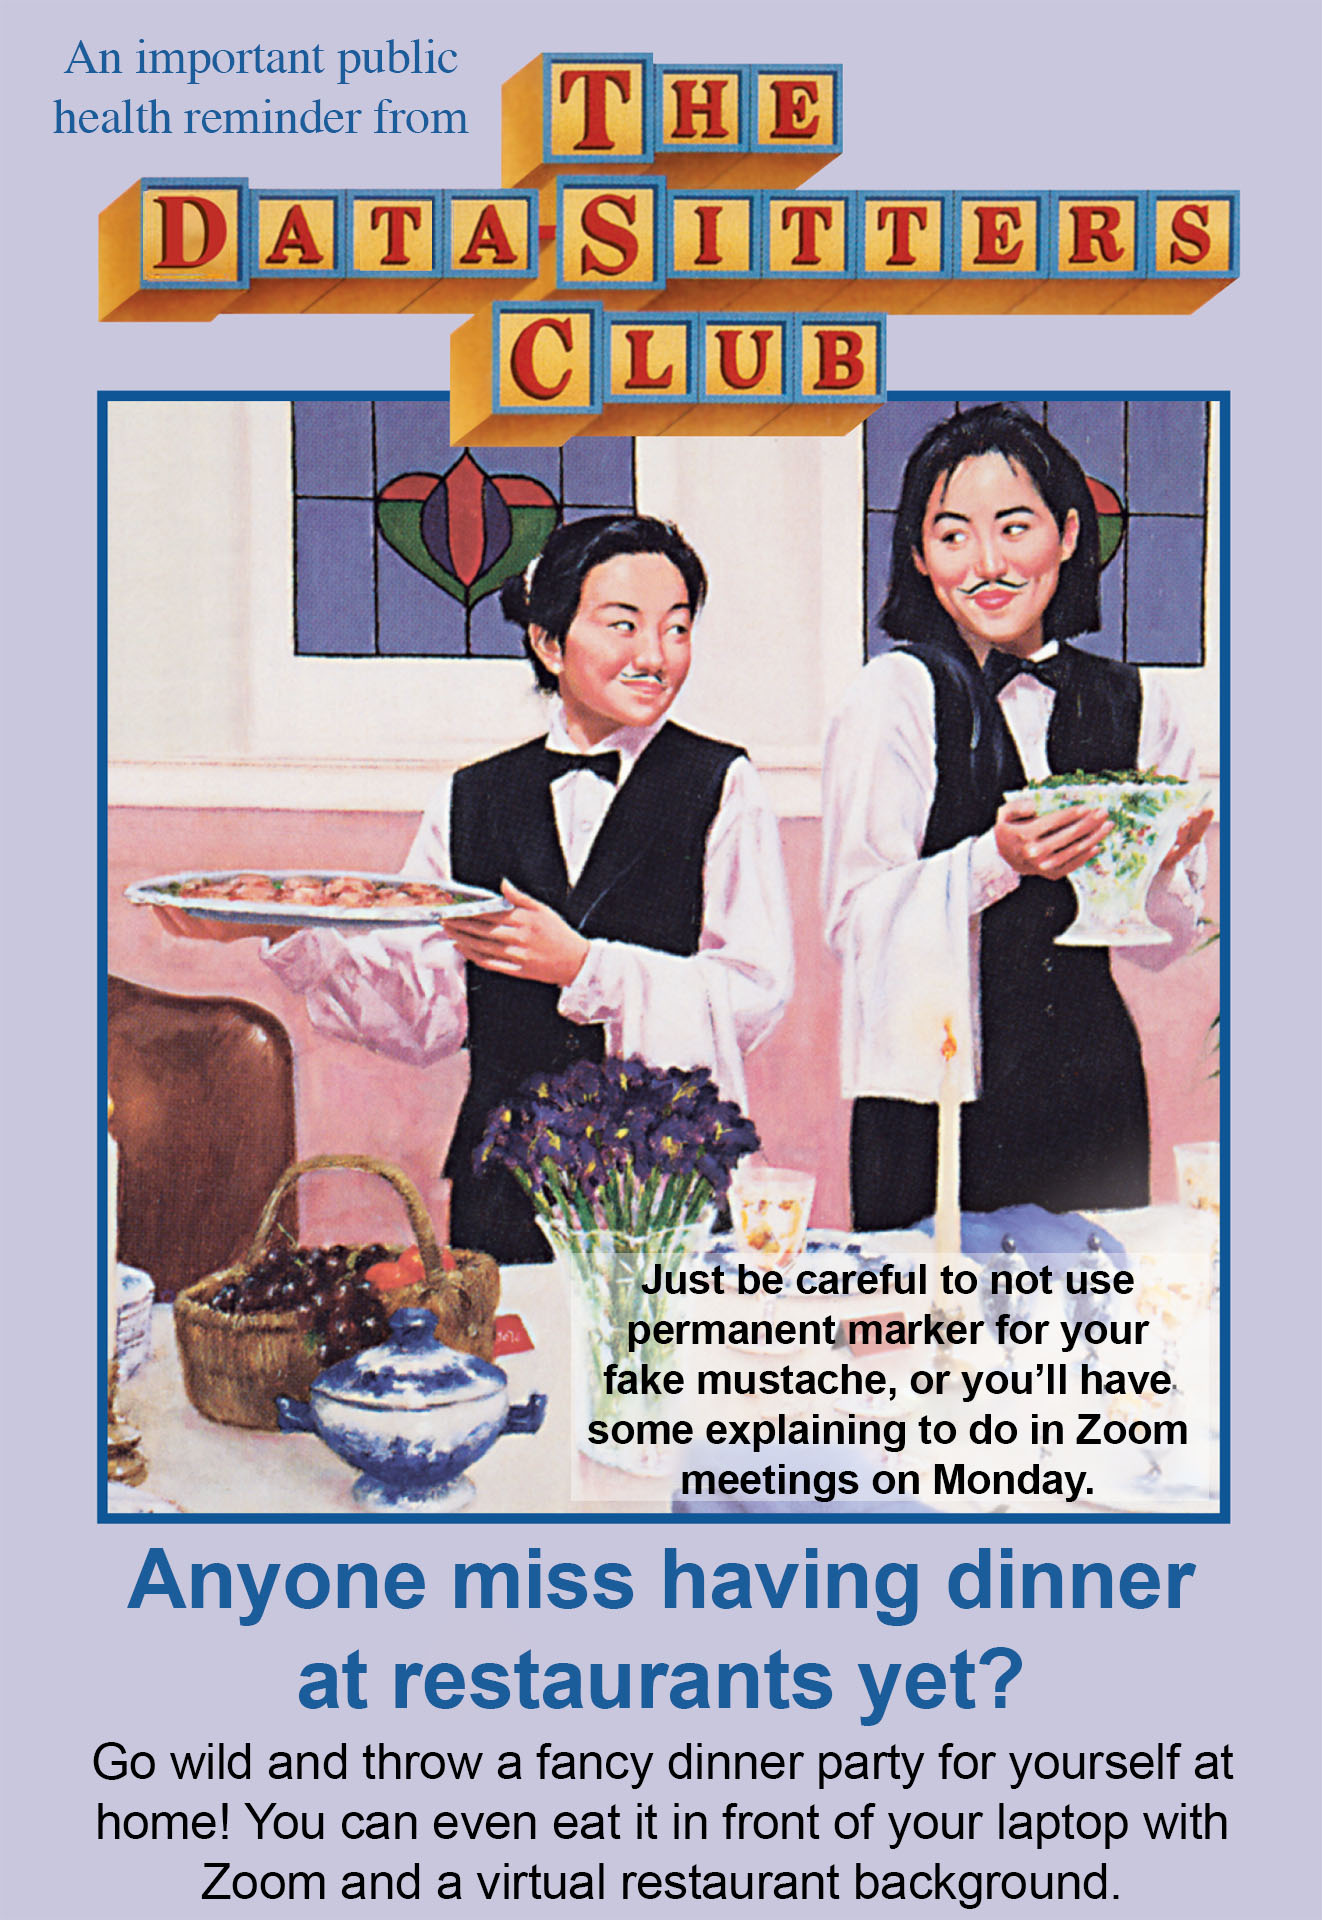 An important public
health reminder from
THE
DATA SITTERS
CLUB
Just be careful to not use
permanent marker for your
fake mustache, or you’ll have
some explaining to do in Zoom
meetings on Monday.
Anyone miss having dinner
at restaurants yet?
Go wild and throw a fancy dinner party for yourself at
home! You can even eat it in front of your laptop with
Zoom and a virtual restaurant background.